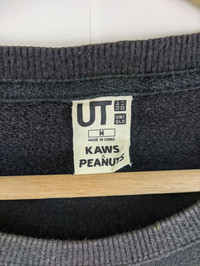 UT ユニクロ UNI QLO
M
MADE IN CHINA
KAWS
×
PEANUTS